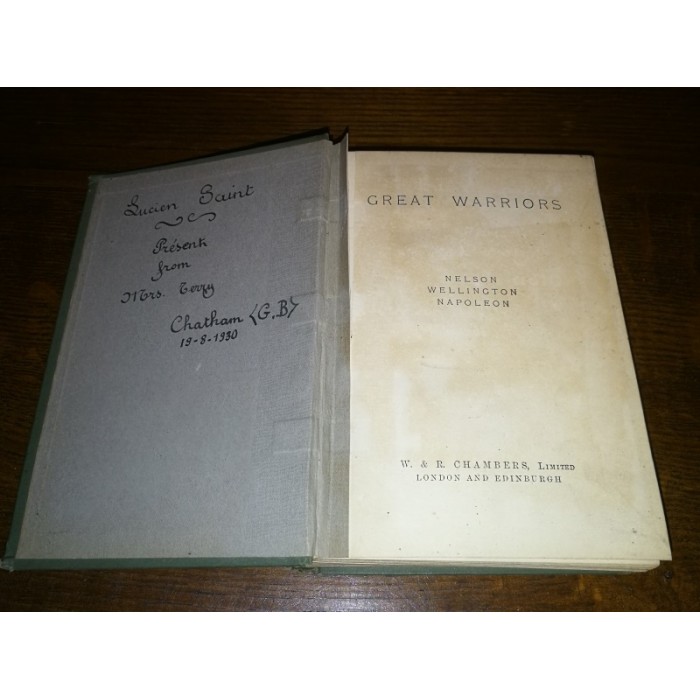 Lucien Saint
Présent
from
Mrs. Terry
Chatham (G.B)
19-8-1930
GREAT WARRIORS
NELSON
WELLINGTON
NAPOLEON
W. & R. CHAMBERS, LIMITED
LONDON AND EDINBURGH